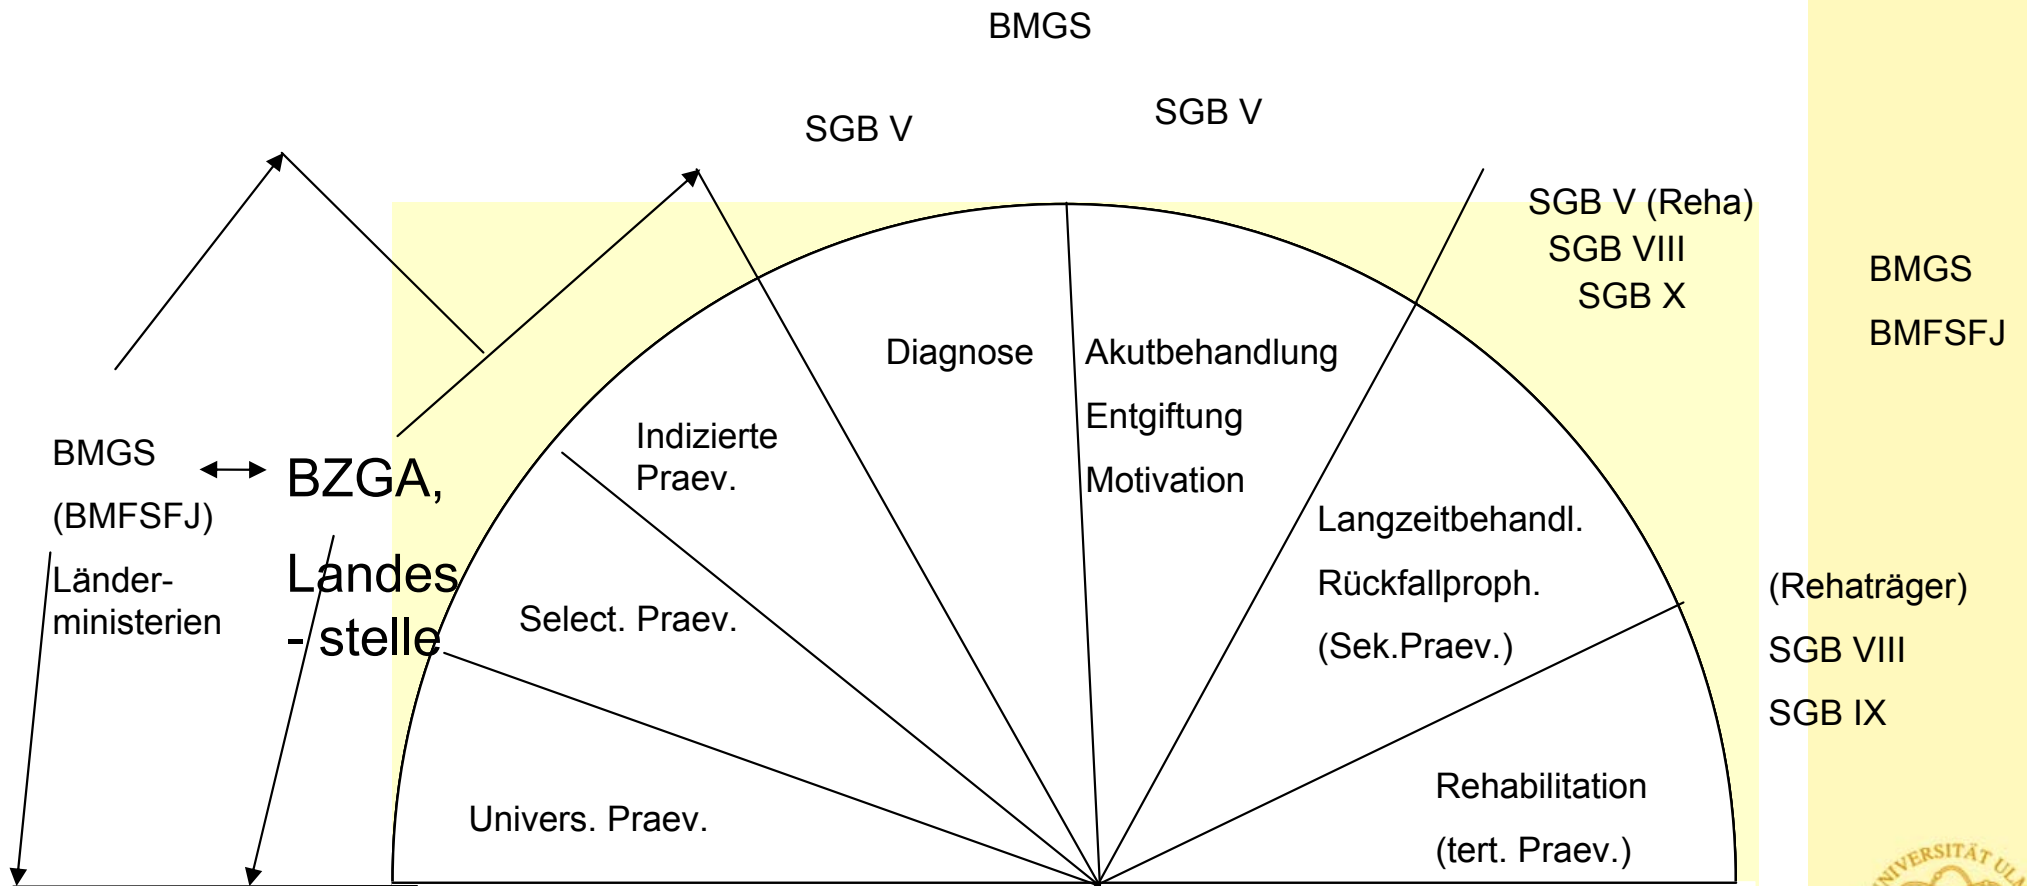 BMGS
SGB V
SGB V
SGB V (Reha)
SGB VIII
SGB X
BMGS
BMFSFJ
Diagnose
Akutbehandlung
Entgiftung
Motivation
Indizierte
Praev.
BMGS
(BMFSFJ)
Länder-
ministerien
BZGA,
Landes
- stelle
Select. Praev.
Langzeitbehandl.
Rückfallproph.
(Sek.Praev.)
(Rehaträger)
SGB VIII
SGB IX
Univers. Praev.
Rehabilitation
(tert. Praev.)
UNIVERSITÄT